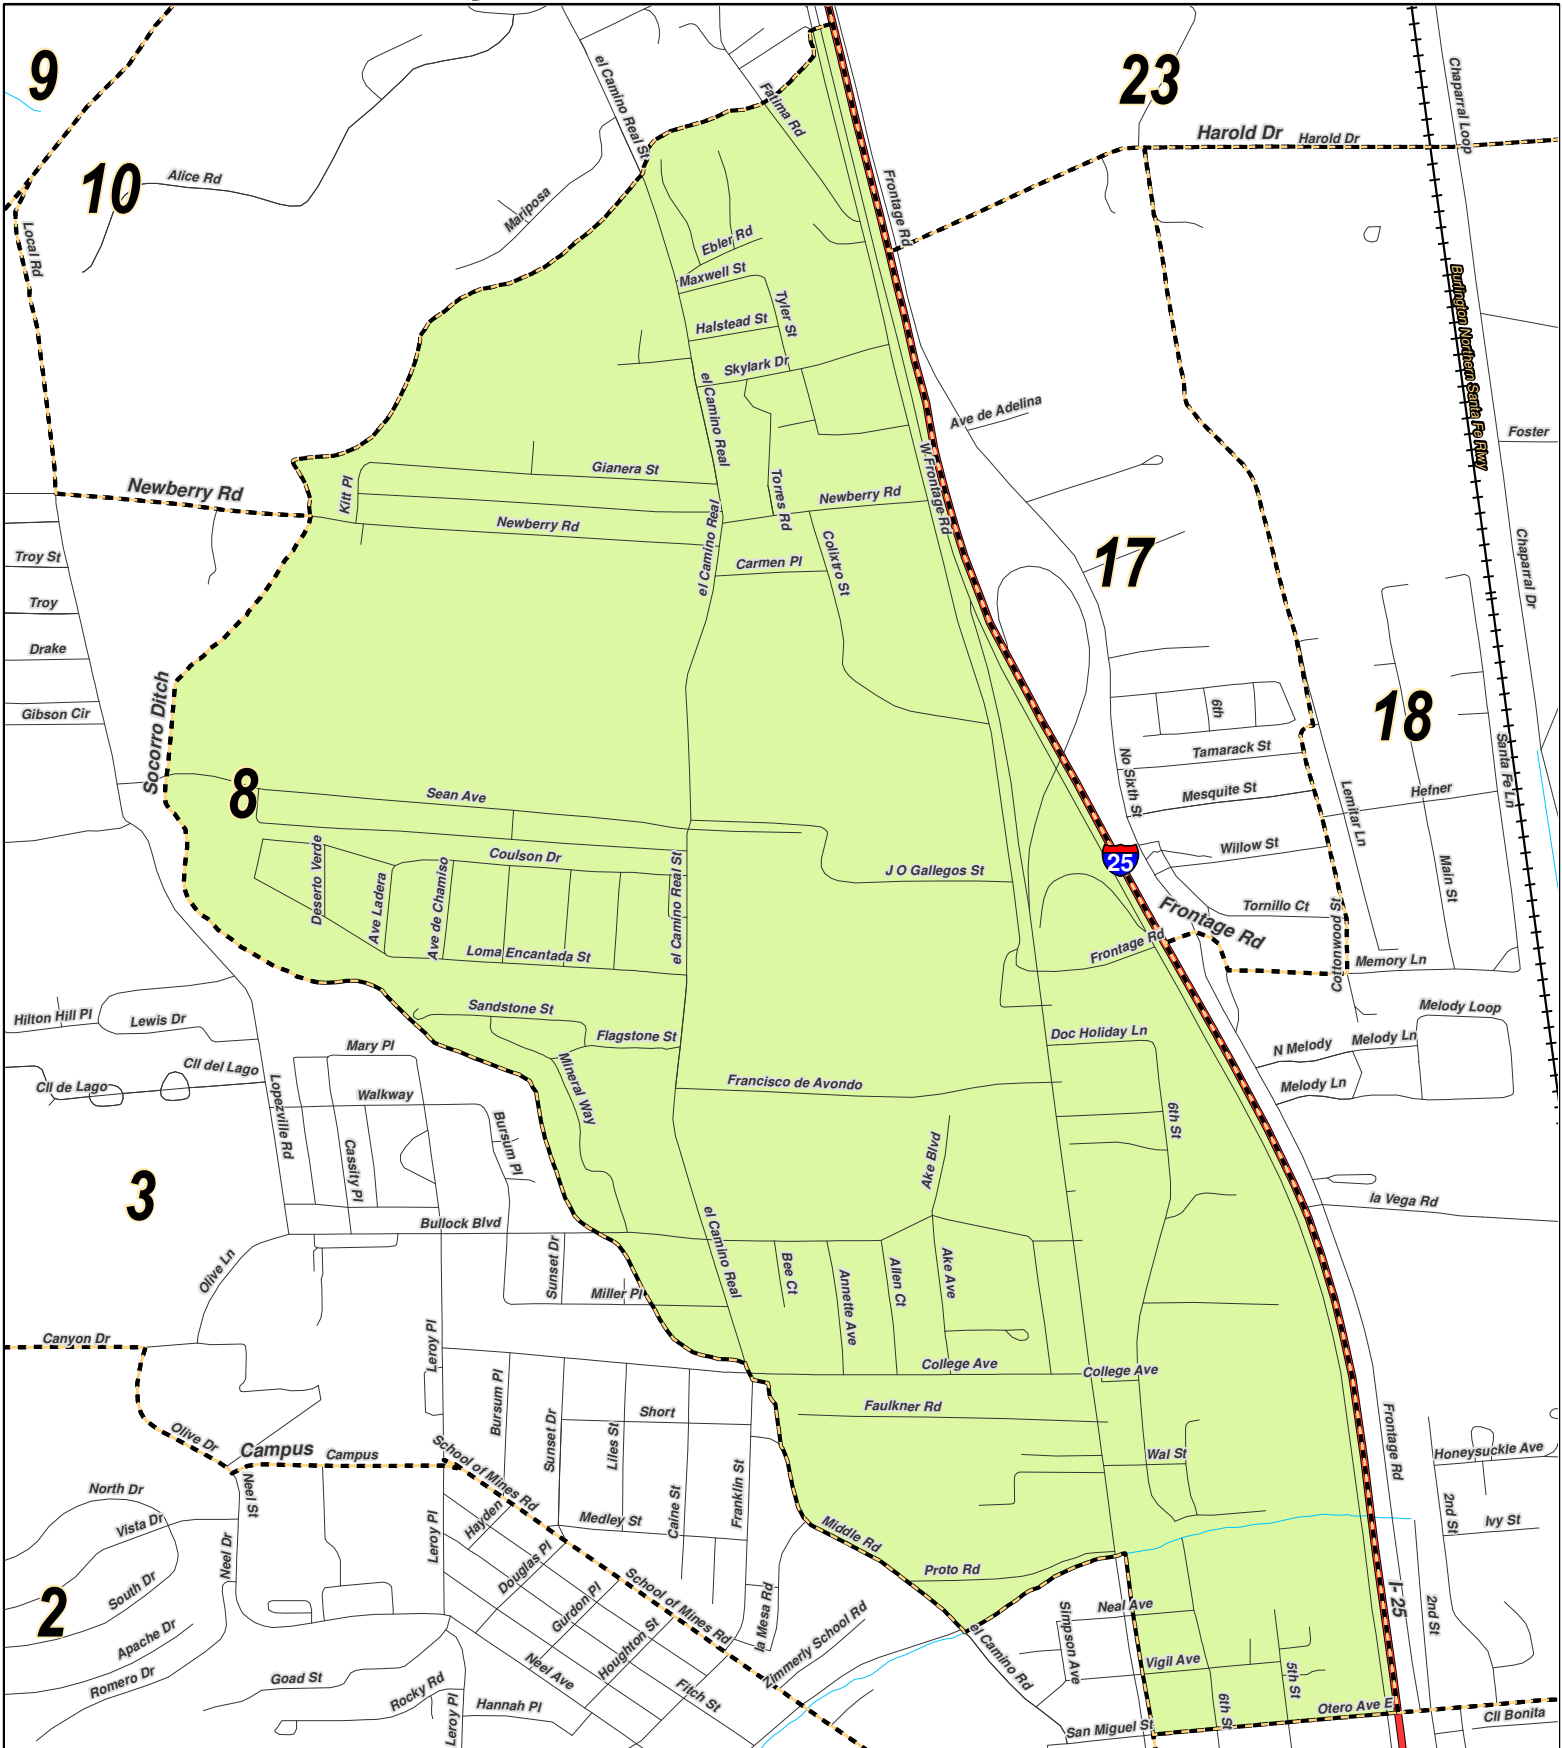 9
23
el Camino Real St
Fatima Rd
Chaparral Loop
Harold Dr
Harold Dr
10
Alice Rd
Mariposa
Frontage Rd
Local Rd
Ebler Rd
Maxwell St
Tyler St
Halstead St
Skylark Dr
Burlington Northern Santa Fe Rlwy
el Camino Real
Ave de Adelina
Foster
Gianera St
Kitt Pl
Torres Rd
Newberry Rd
Newberry Rd
W Frontage Rd
Newberry Rd
el Camino Real
Carmen Pl
Colixtro St
17
Chaparral Dr
Troy St
Troy
Drake
Gibson Cir
Socorro Ditch
6th
18
Tamarack St
No Sixth St
Santa Fe Ln
8
Sean Ave
Mesquite St
Lemitar Ln
Hefner
Coulson Dr
Deserto Verde
Ave Ladera
Ave de Chamiso
el Camino Real St
J O Gallegos St
25
Willow St
Main St
Tornillo Ct
Cottonwood St
Frontage Rd
Frontage Rd
Loma Encantada St
Memory Ln
Sandstone St
Flagstone St
Hilton Hill Pl
Lewis Dr
Melody Loop
Doc Holiday Ln
N Melody
Melody Ln
Mary Pl
Cll del Lago
Cll de Lago
Mineral Way
Francisco de Avondo
Melody Ln
Lopezville Rd
Walkway
Bursum Pl
6th St
Cassity Pl
Ake Blvd
3
la Vega Rd
Bullock Blvd
el Camino Real
Olive Ln
Sunset Dr
Miller Pl
Bee Ct
Annette Ave
Allen Ct
Ake Ave
Canyon Dr
Leroy Pl
College Ave
College Ave
Bursum Pl
Sunset Dr
Liles St
Short
Faulkner Rd
Frontage Rd
Olive Dr
Campus
Campus
School of Mines Rd
Wal St
Honeysuckle Ave
North Dr
Neel St
Caine St
Franklin St
Vista Dr
Neel Dr
Leroy Pl
Hayden
Medley St
Middle Rd
2nd St
Ivy St
Douglas Pl
Proto Rd
South Dr
2
Gurdon Pl
School of Mines Rd
la Mesa Rd
Zimmerly School Rd
I-25
Neal Ave
2nd St
Simpson Ave
Apache Dr
Houghton St
el Camino Rd
Romero Dr
Goad St
Neel Ave
Fitch St
Vigil Ave
5th St
Rocky Rd
Leroy Pl
Hannah Pl
6th St
Otero Ave E
San Miguel St
Cll Bonita